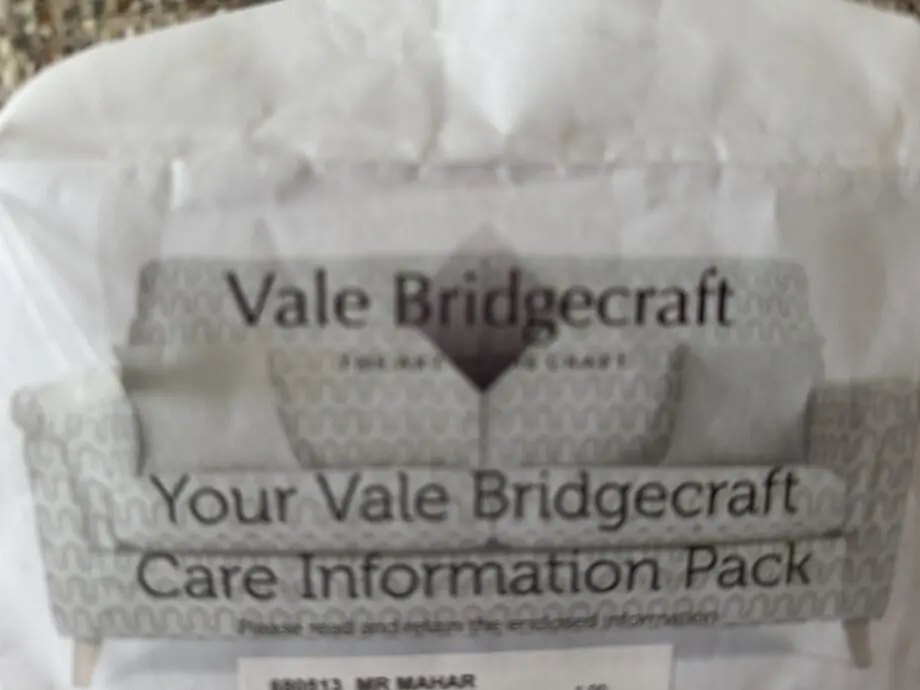 Vale Bridgecraft
Your Vale Bridgecraft
Care Information Pack
Please read and retain the enclosed information
MR MAHAR